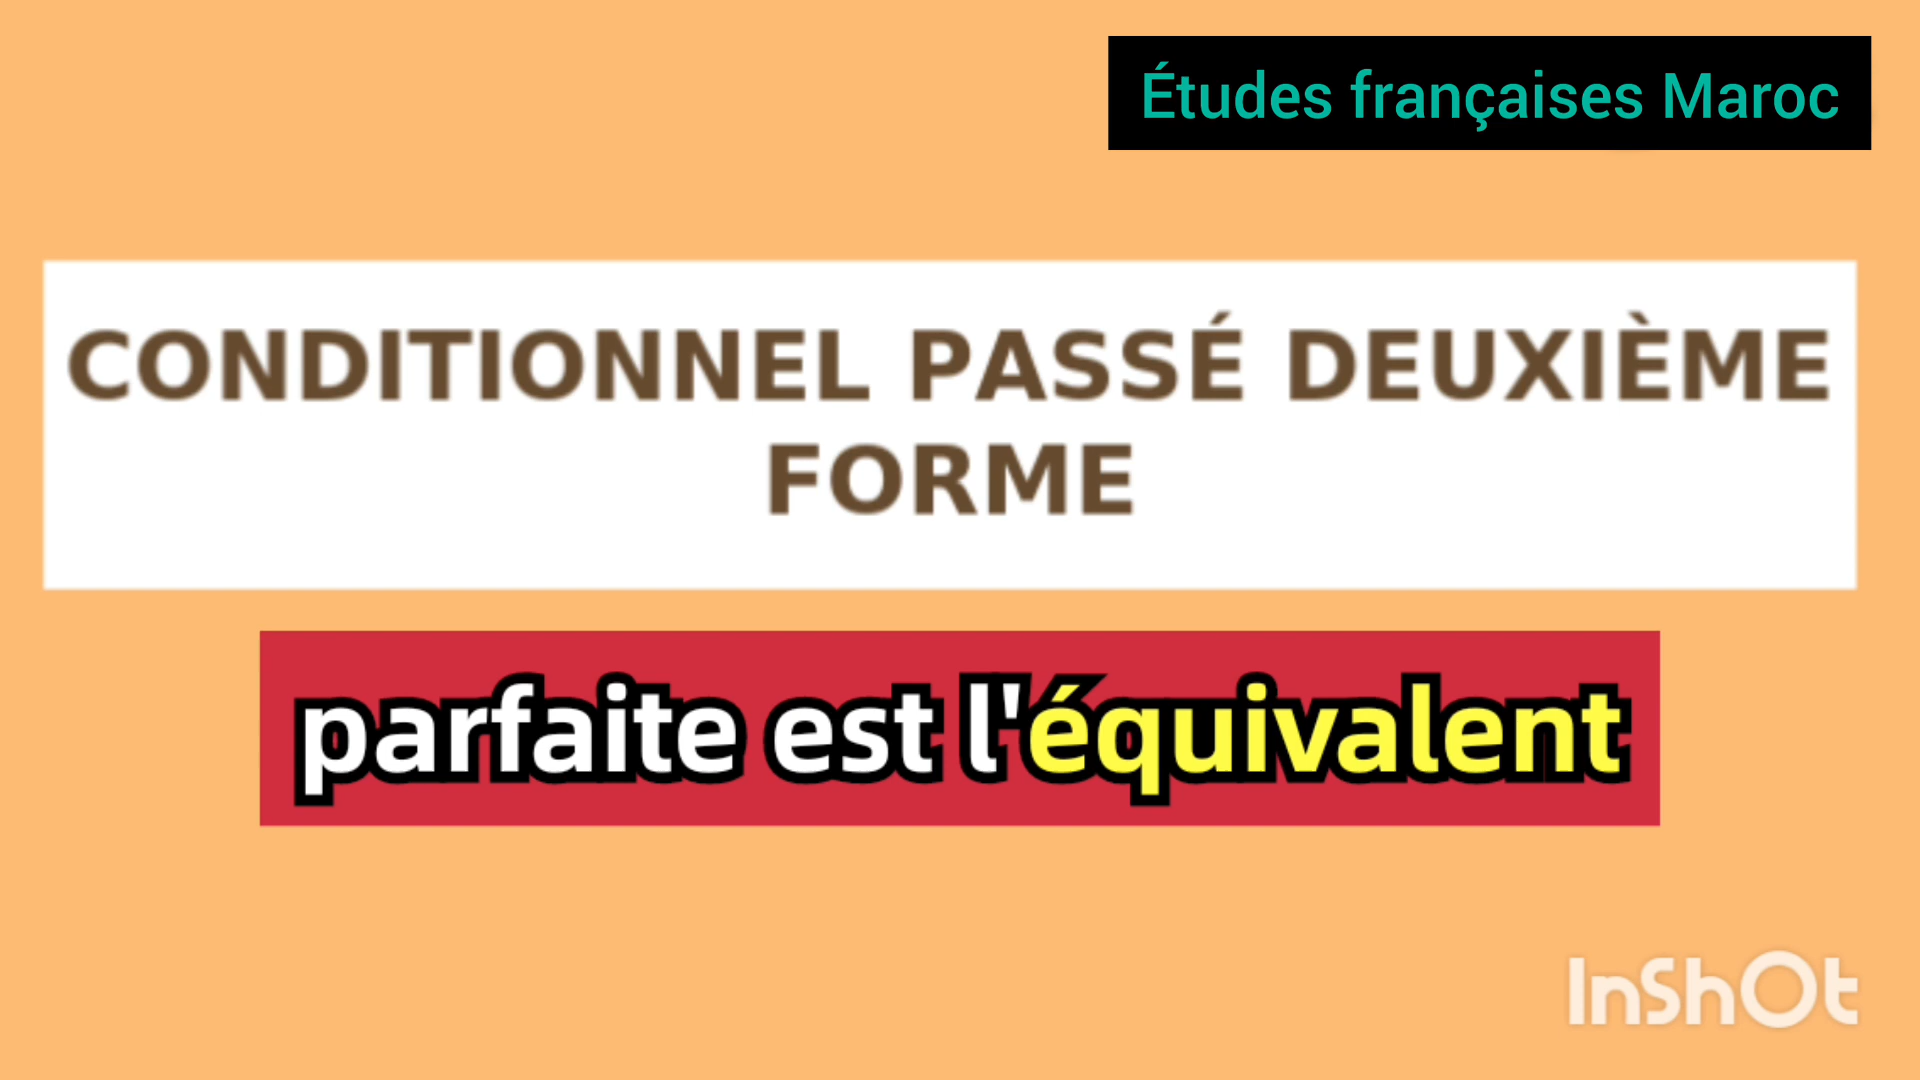 Études françaises Maroc
CONDITIONNEL PASSÉ DEUXIÈME
FORME
parfaite est l'équivalent
InShOt